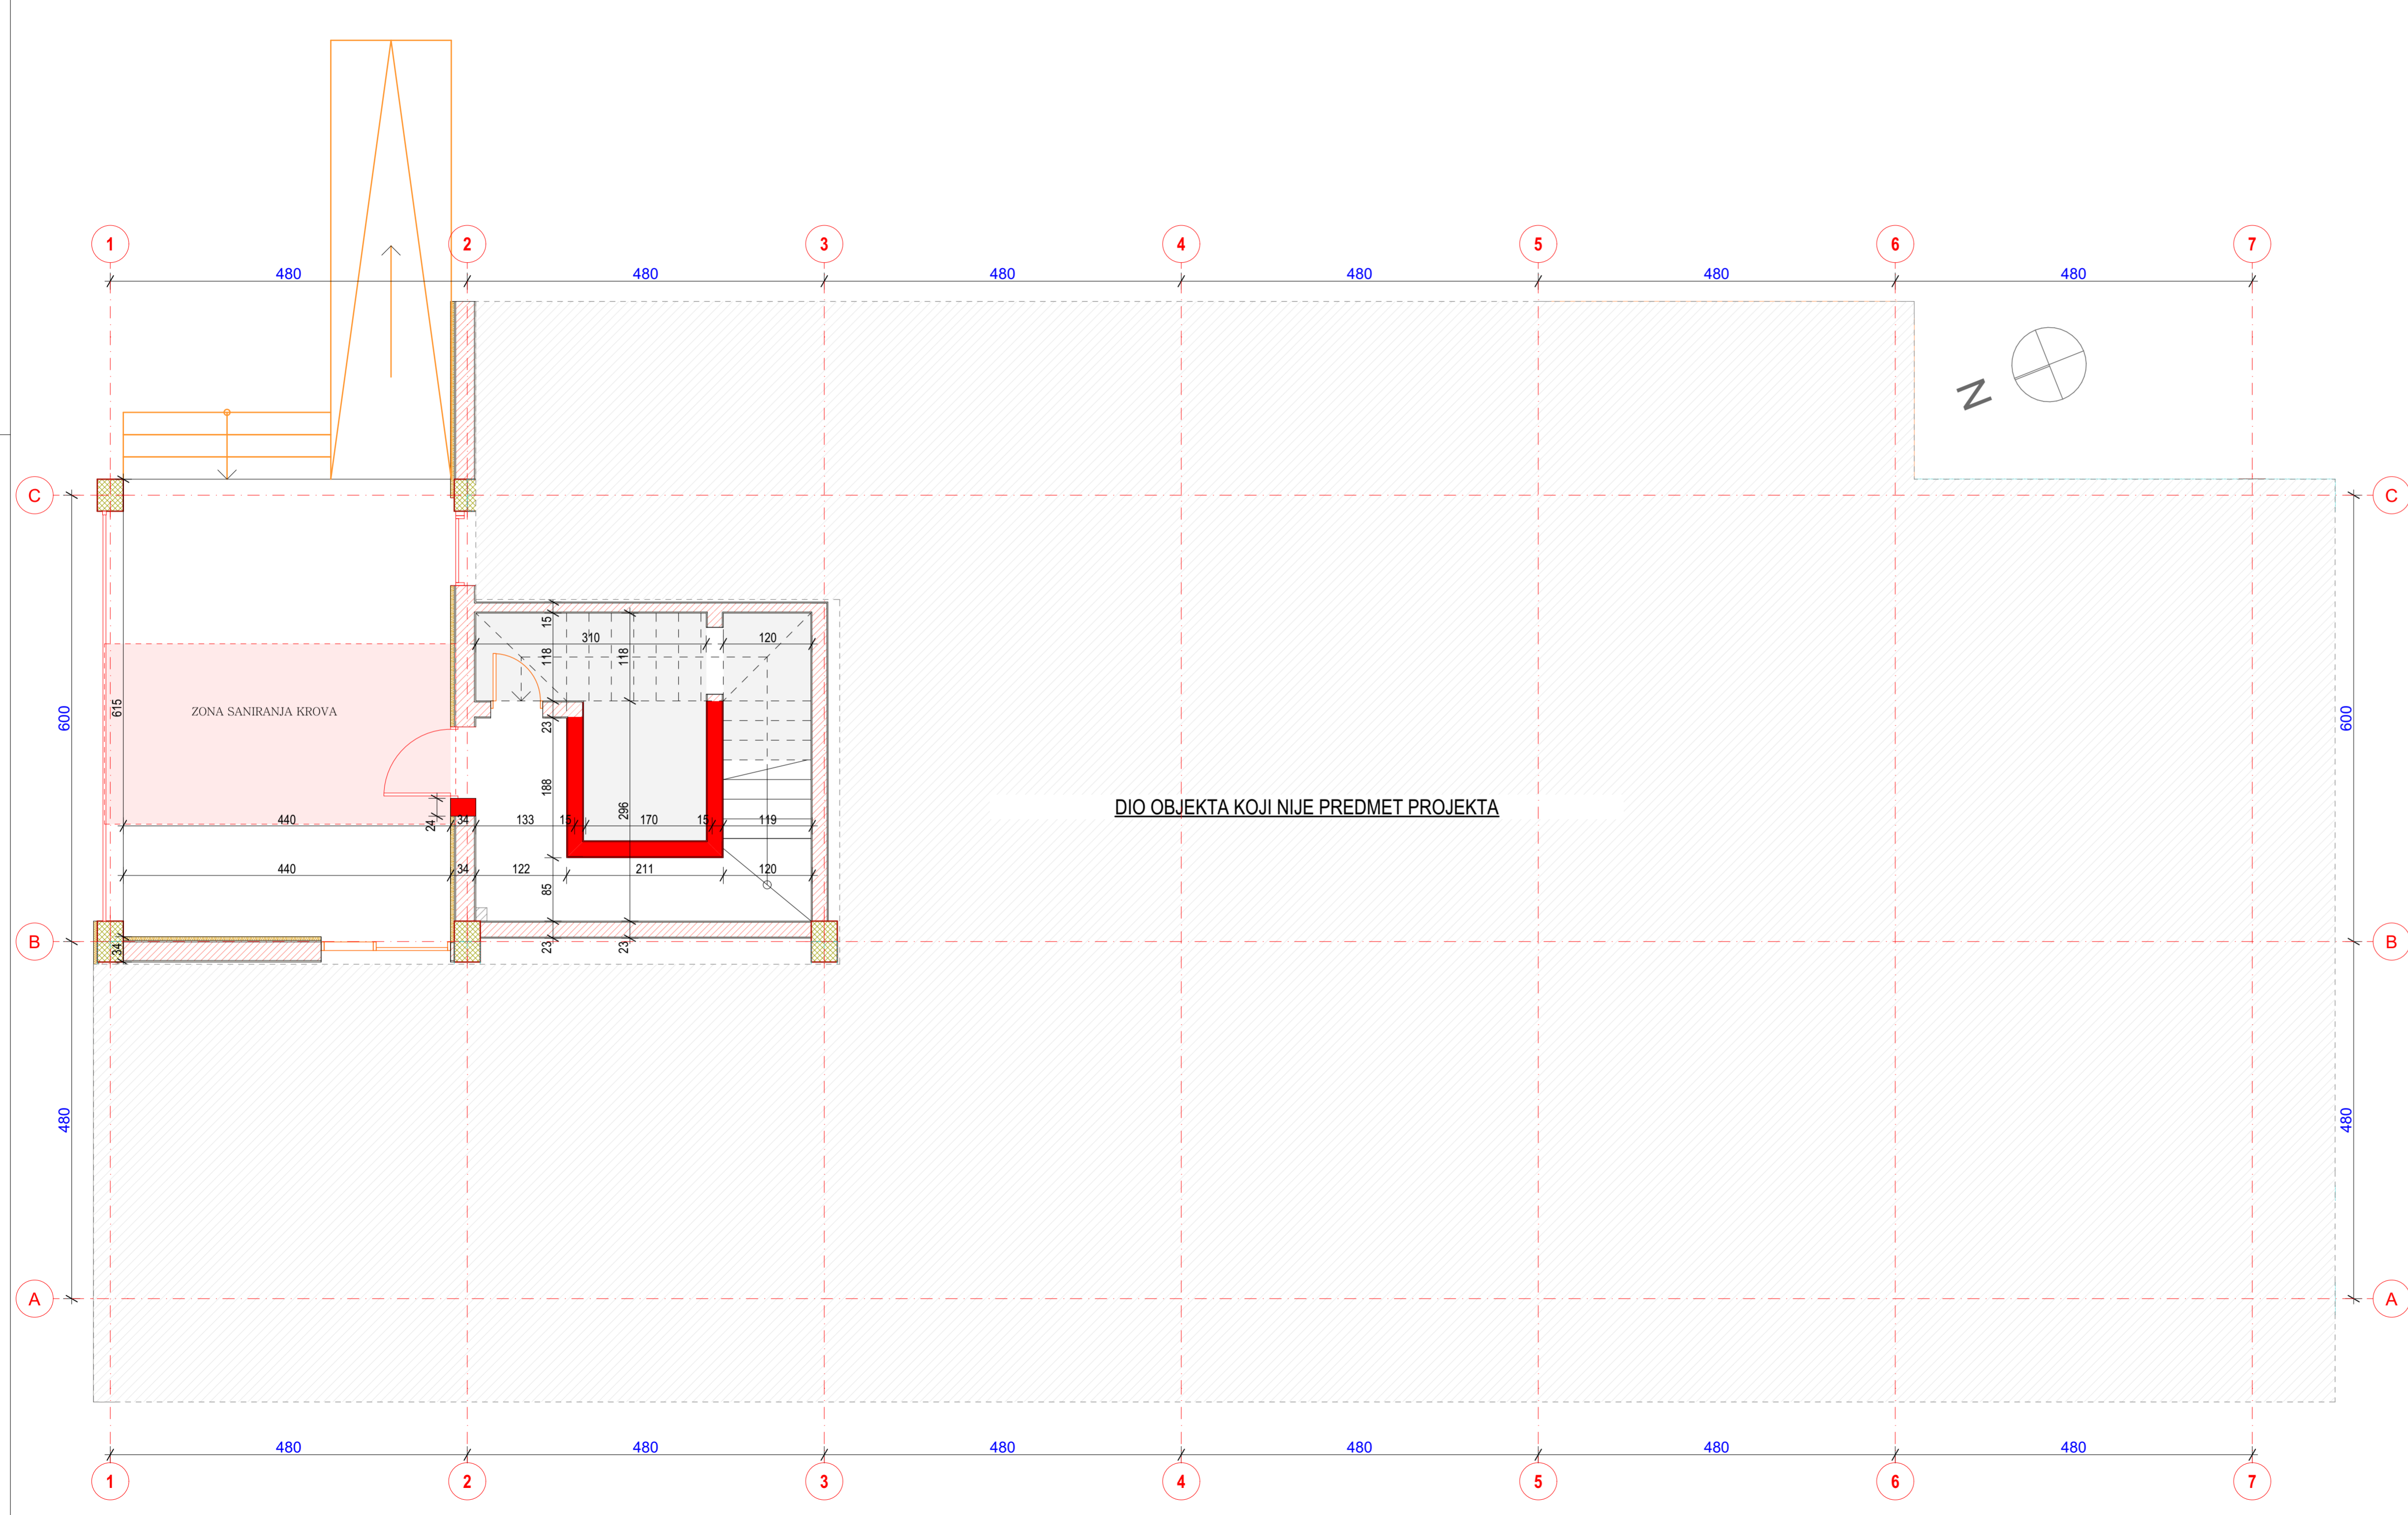 1 2 3 4 5 6 7
480 480 480 480 480 480
N
C C
15
310 120
118 118
ZONA SANIRANJA KROVA
600 615 600
23
188
296
DIO OBJEKTA KOJI NIJE PREDMET PROJEKTA
440 24 34 133 15 170 15 119
440 34 122 211 120
85
B B
34 23 23
480 480
A A
480 480 480 480 480 480
1 2 3 4 5 6 7